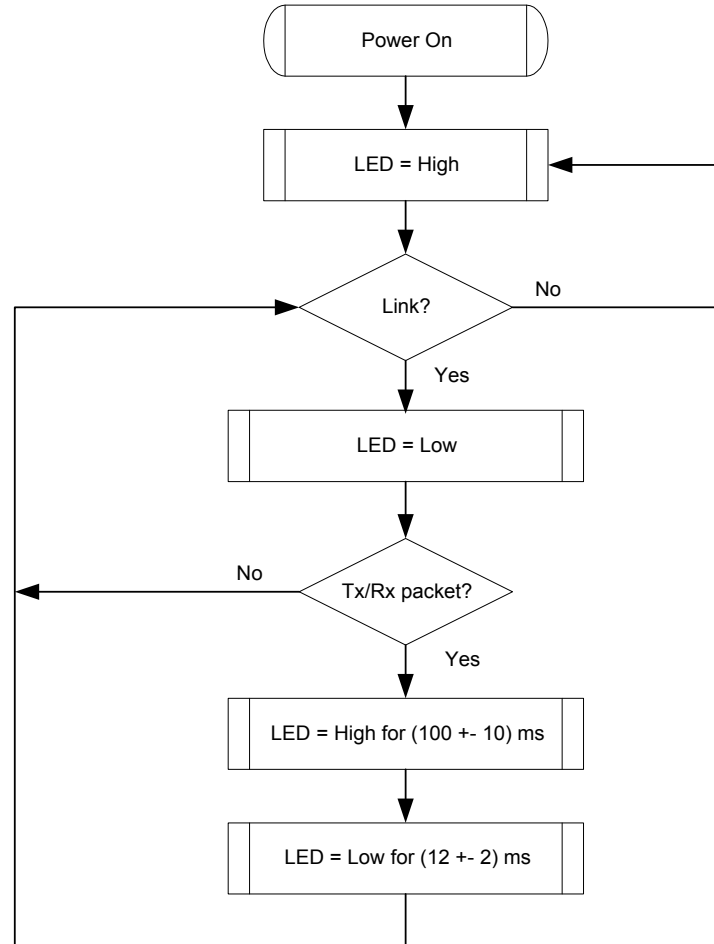 Power On
LED = High
Link?
No
Yes
LED = Low
No
Tx/Rx packet?
Yes
LED = High for (100 +- 10) ms
LED = Low for (12 +- 2) ms